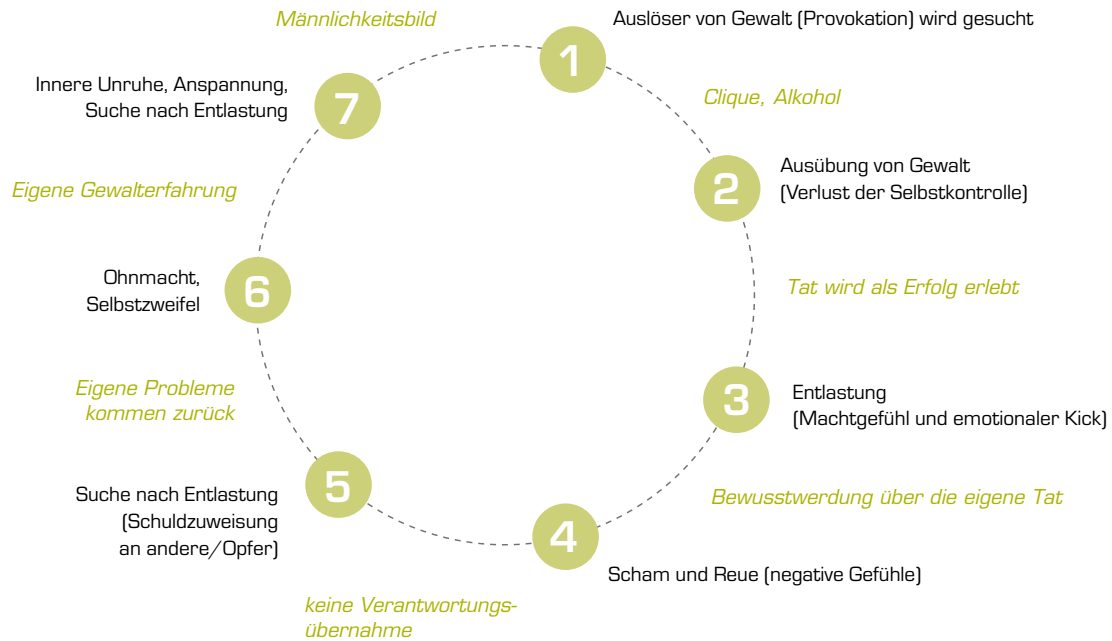 Männlichkeitsbild
1
Auslöser von Gewalt (Provokation) wird gesucht
Clique, Alkohol
2
Ausübung von Gewalt
(Verlust der Selbstkontrolle)
Tat wird als Erfolg erlebt
3
Entlastung
(Machtgefühl und emotionaler Kick)
Bewusstwerdung über die eigene Tat
4
Scham und Reue (negative Gefühle)
keine Verantwortungs-
übernahme
5
Suche nach Entlastung
(Schuldzuweisung
an andere/Opfer)
Eigene Probleme
kommen zurück
6
Ohnmacht,
Selbstzweifel
Eigene Gewalterfahrung
7
Innere Unruhe, Anspannung,
Suche nach Entlastung